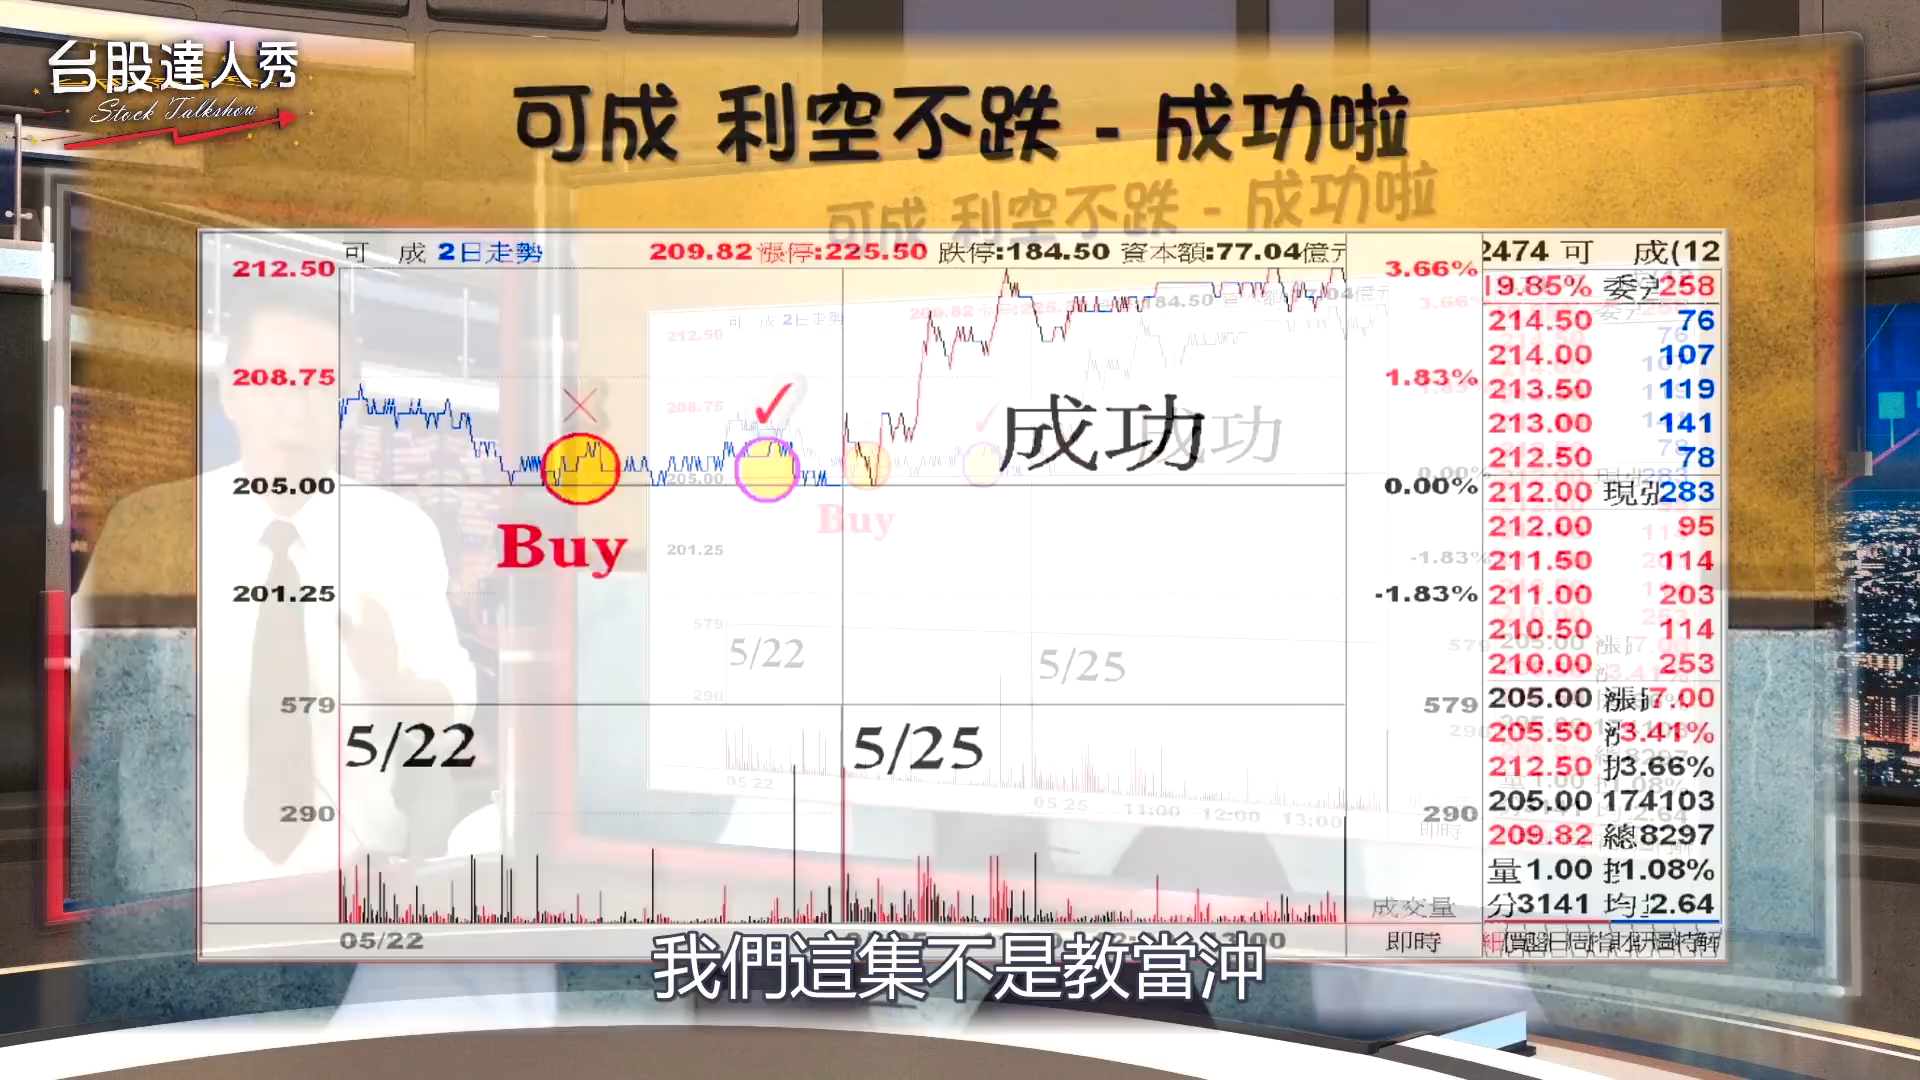 台股達人秀
Stock Talkshow
可成 利空不跌 - 成功啦
可 成 2日走勢 209.82 漲停:225.50 跌停:184.50 資本額:77.04億元
2474 可 成(12
212.50 3.66%
19.85% 258
214.50 76
214.00 107
208.75 1.83%
213.50 119
213.00 141
成功
212.50 78
205.00 0.00%
212.00 283
Buy
212.00 95
211.50 114
201.25 -1.83%
211.00 203
210.50 114
210.00 253
579 579
205.00 7.00
5/22 5/25
205.50 3.41%
212.50 3.66%
205.00 174103
290 290
209.82 總8297
量1.00 1.08%
成交量
分3141 均 2.64
05/22 13:00 即時
我們這集不是教當沖